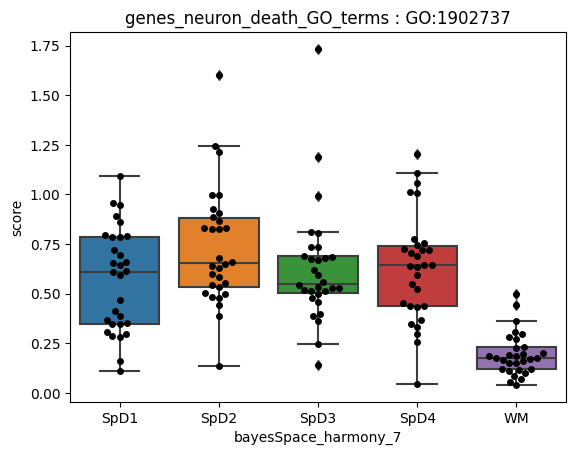 genes_neuron_death_GO_terms : GO:1902737
1.75
1.50
1.25
1.00
0.75
0.50
0.25
0.00
score
SpD1 SpD2 SpD3 SpD4 WM
bayesSpace_harmony_7